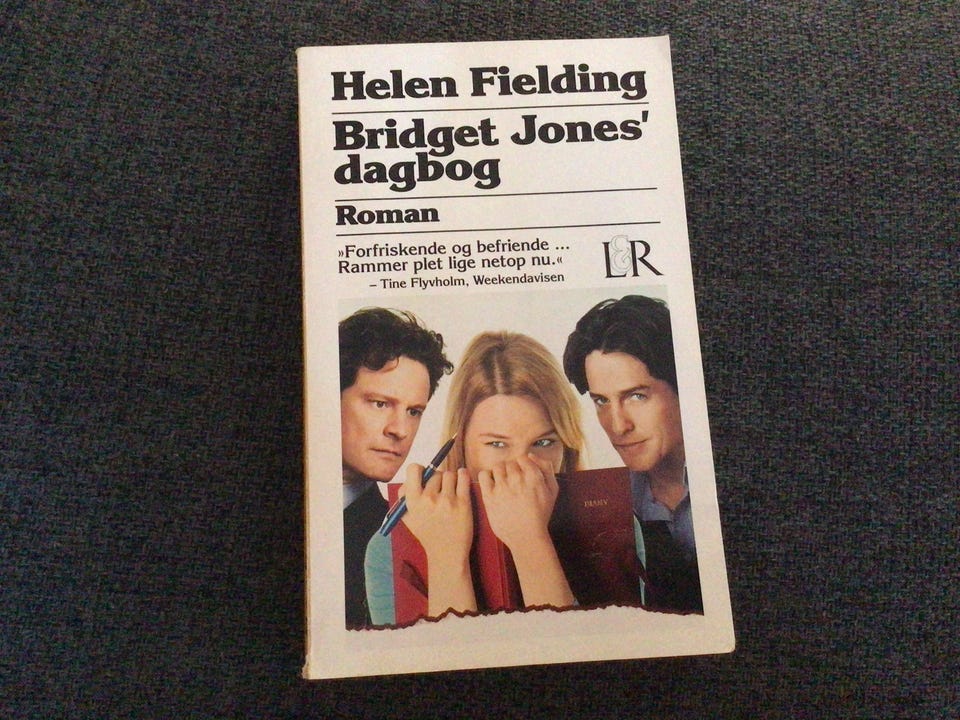 Helen Fielding
Bridget Jones'
dagbog
Roman
»Forfriskende og befriende ...
Rammer plet lige netop nu.«
– Tine Flyvholm, Weekendavisen
L&R
DIARY